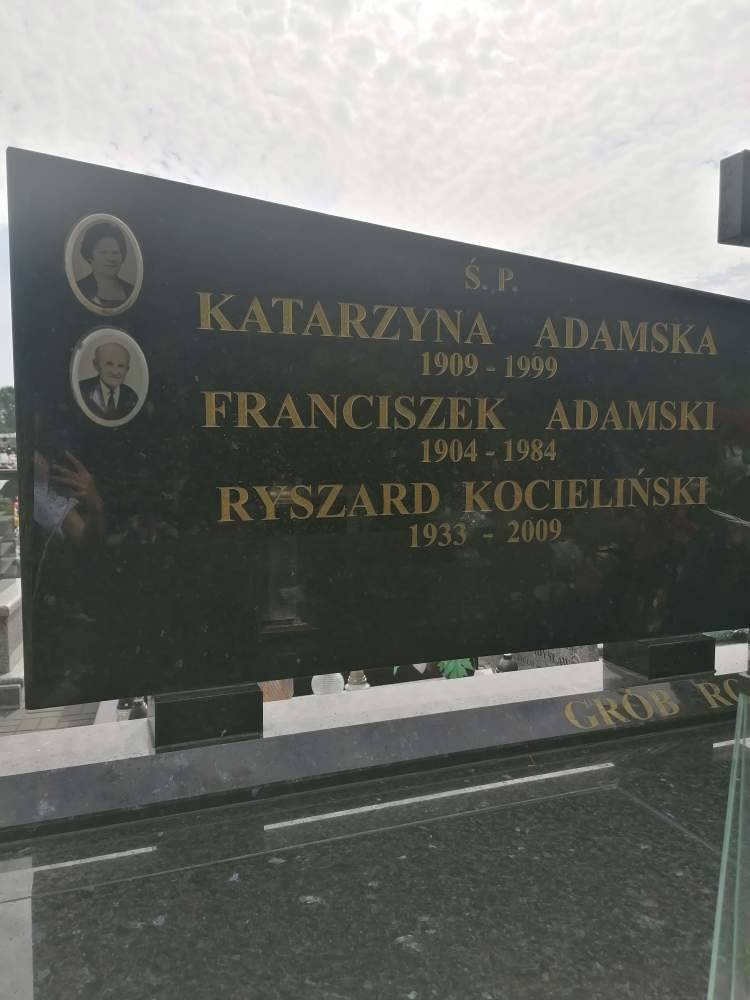 Ś. P.
KATARZYNA ADAMSKA
1909 - 1999
FRANCISZEK ADAMSKI
1904 - 1984
RYSZARD KOCIELIŃSKI
1933 - 2009
GRÓB